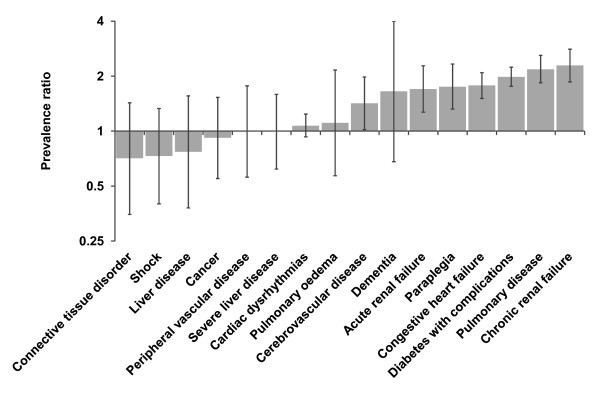 4
2
1
0.5
0.25
Prevalence ratio
Connective tissue disorder
Shock
Liver disease
Cancer
Peripheral vascular disease
Severe liver disease
Cardiac dysrhythmias
Pulmonary oedema
Cerebrovascular disease
Dementia
Acute renal failure
Paraplegia
Congestive heart failure
Diabetes with complications
Pulmonary disease
Chronic renal failure